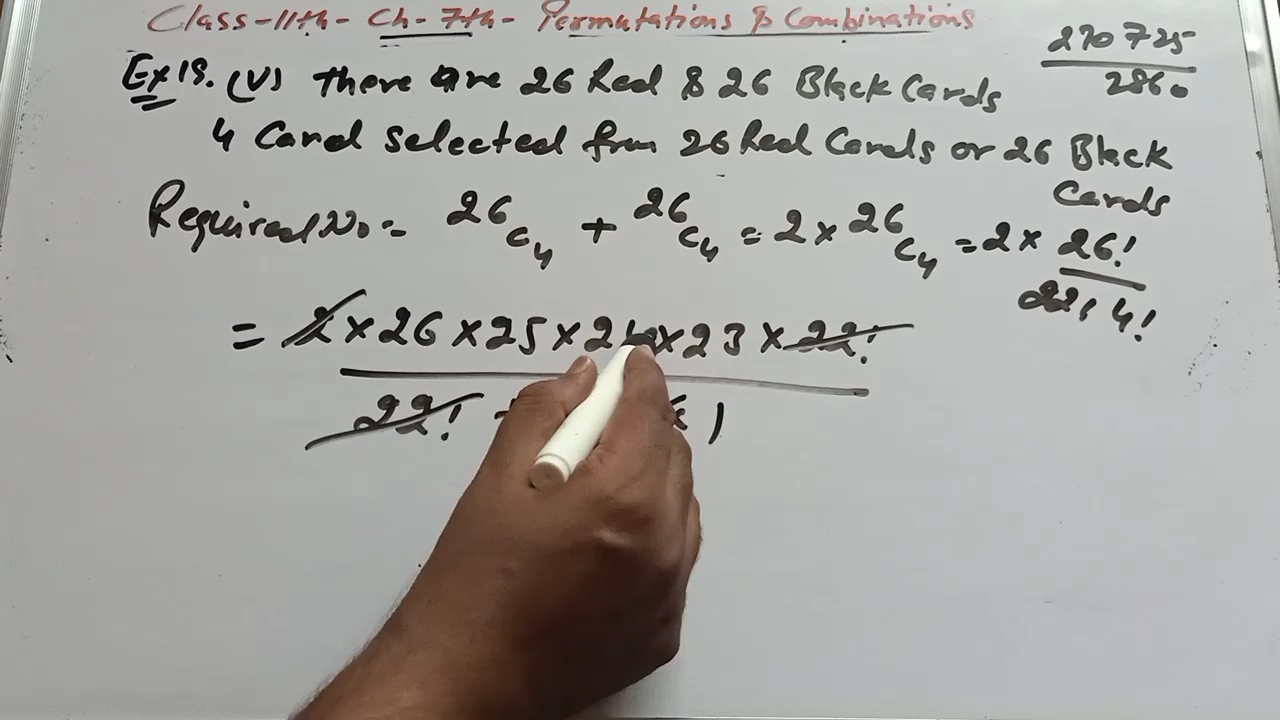 Class-11th- Ch-7th- Permutations & Combinations
270725
2860
Ex 19. (V) there are 26 Red & 26 Black Cards
4 Card selected from 26 Red Cards or 26 Black
Cards
Required No = 26C4 + 26C4 = 2 × 26C4 = 2 × 26!
22! 4!
= 2 × 26 × 25 × 24 × 23 × 22!
22! 1